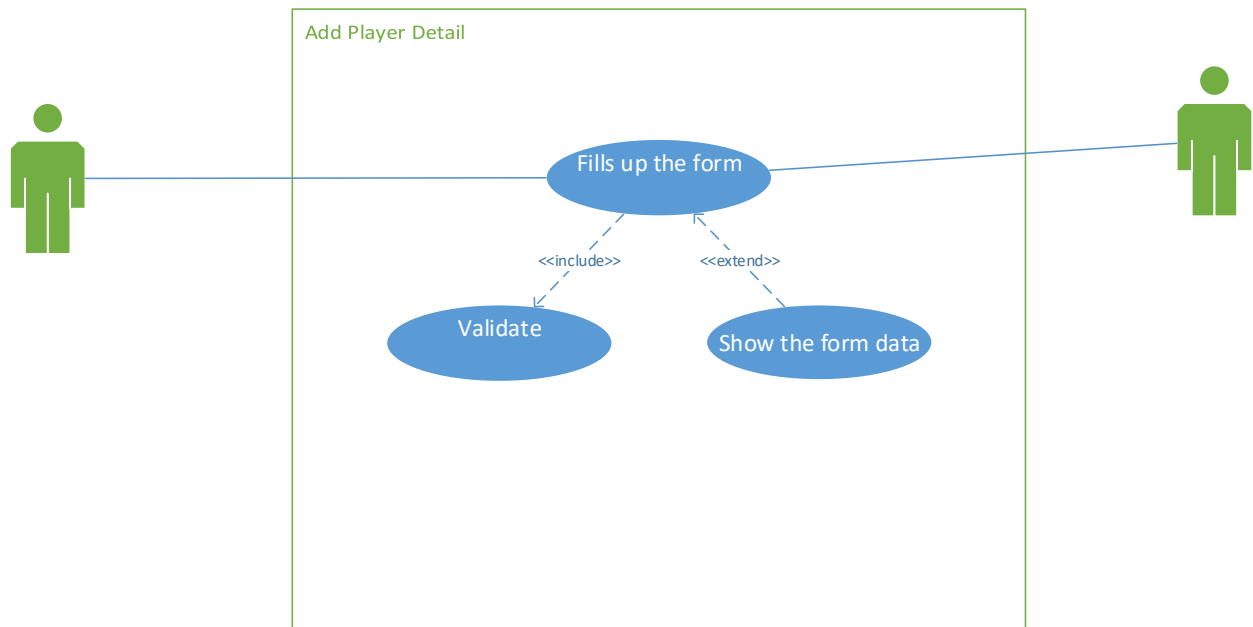 Add Player Detail
Fills up the form
<<include>>
<<extend>>
Validate
Show the form data